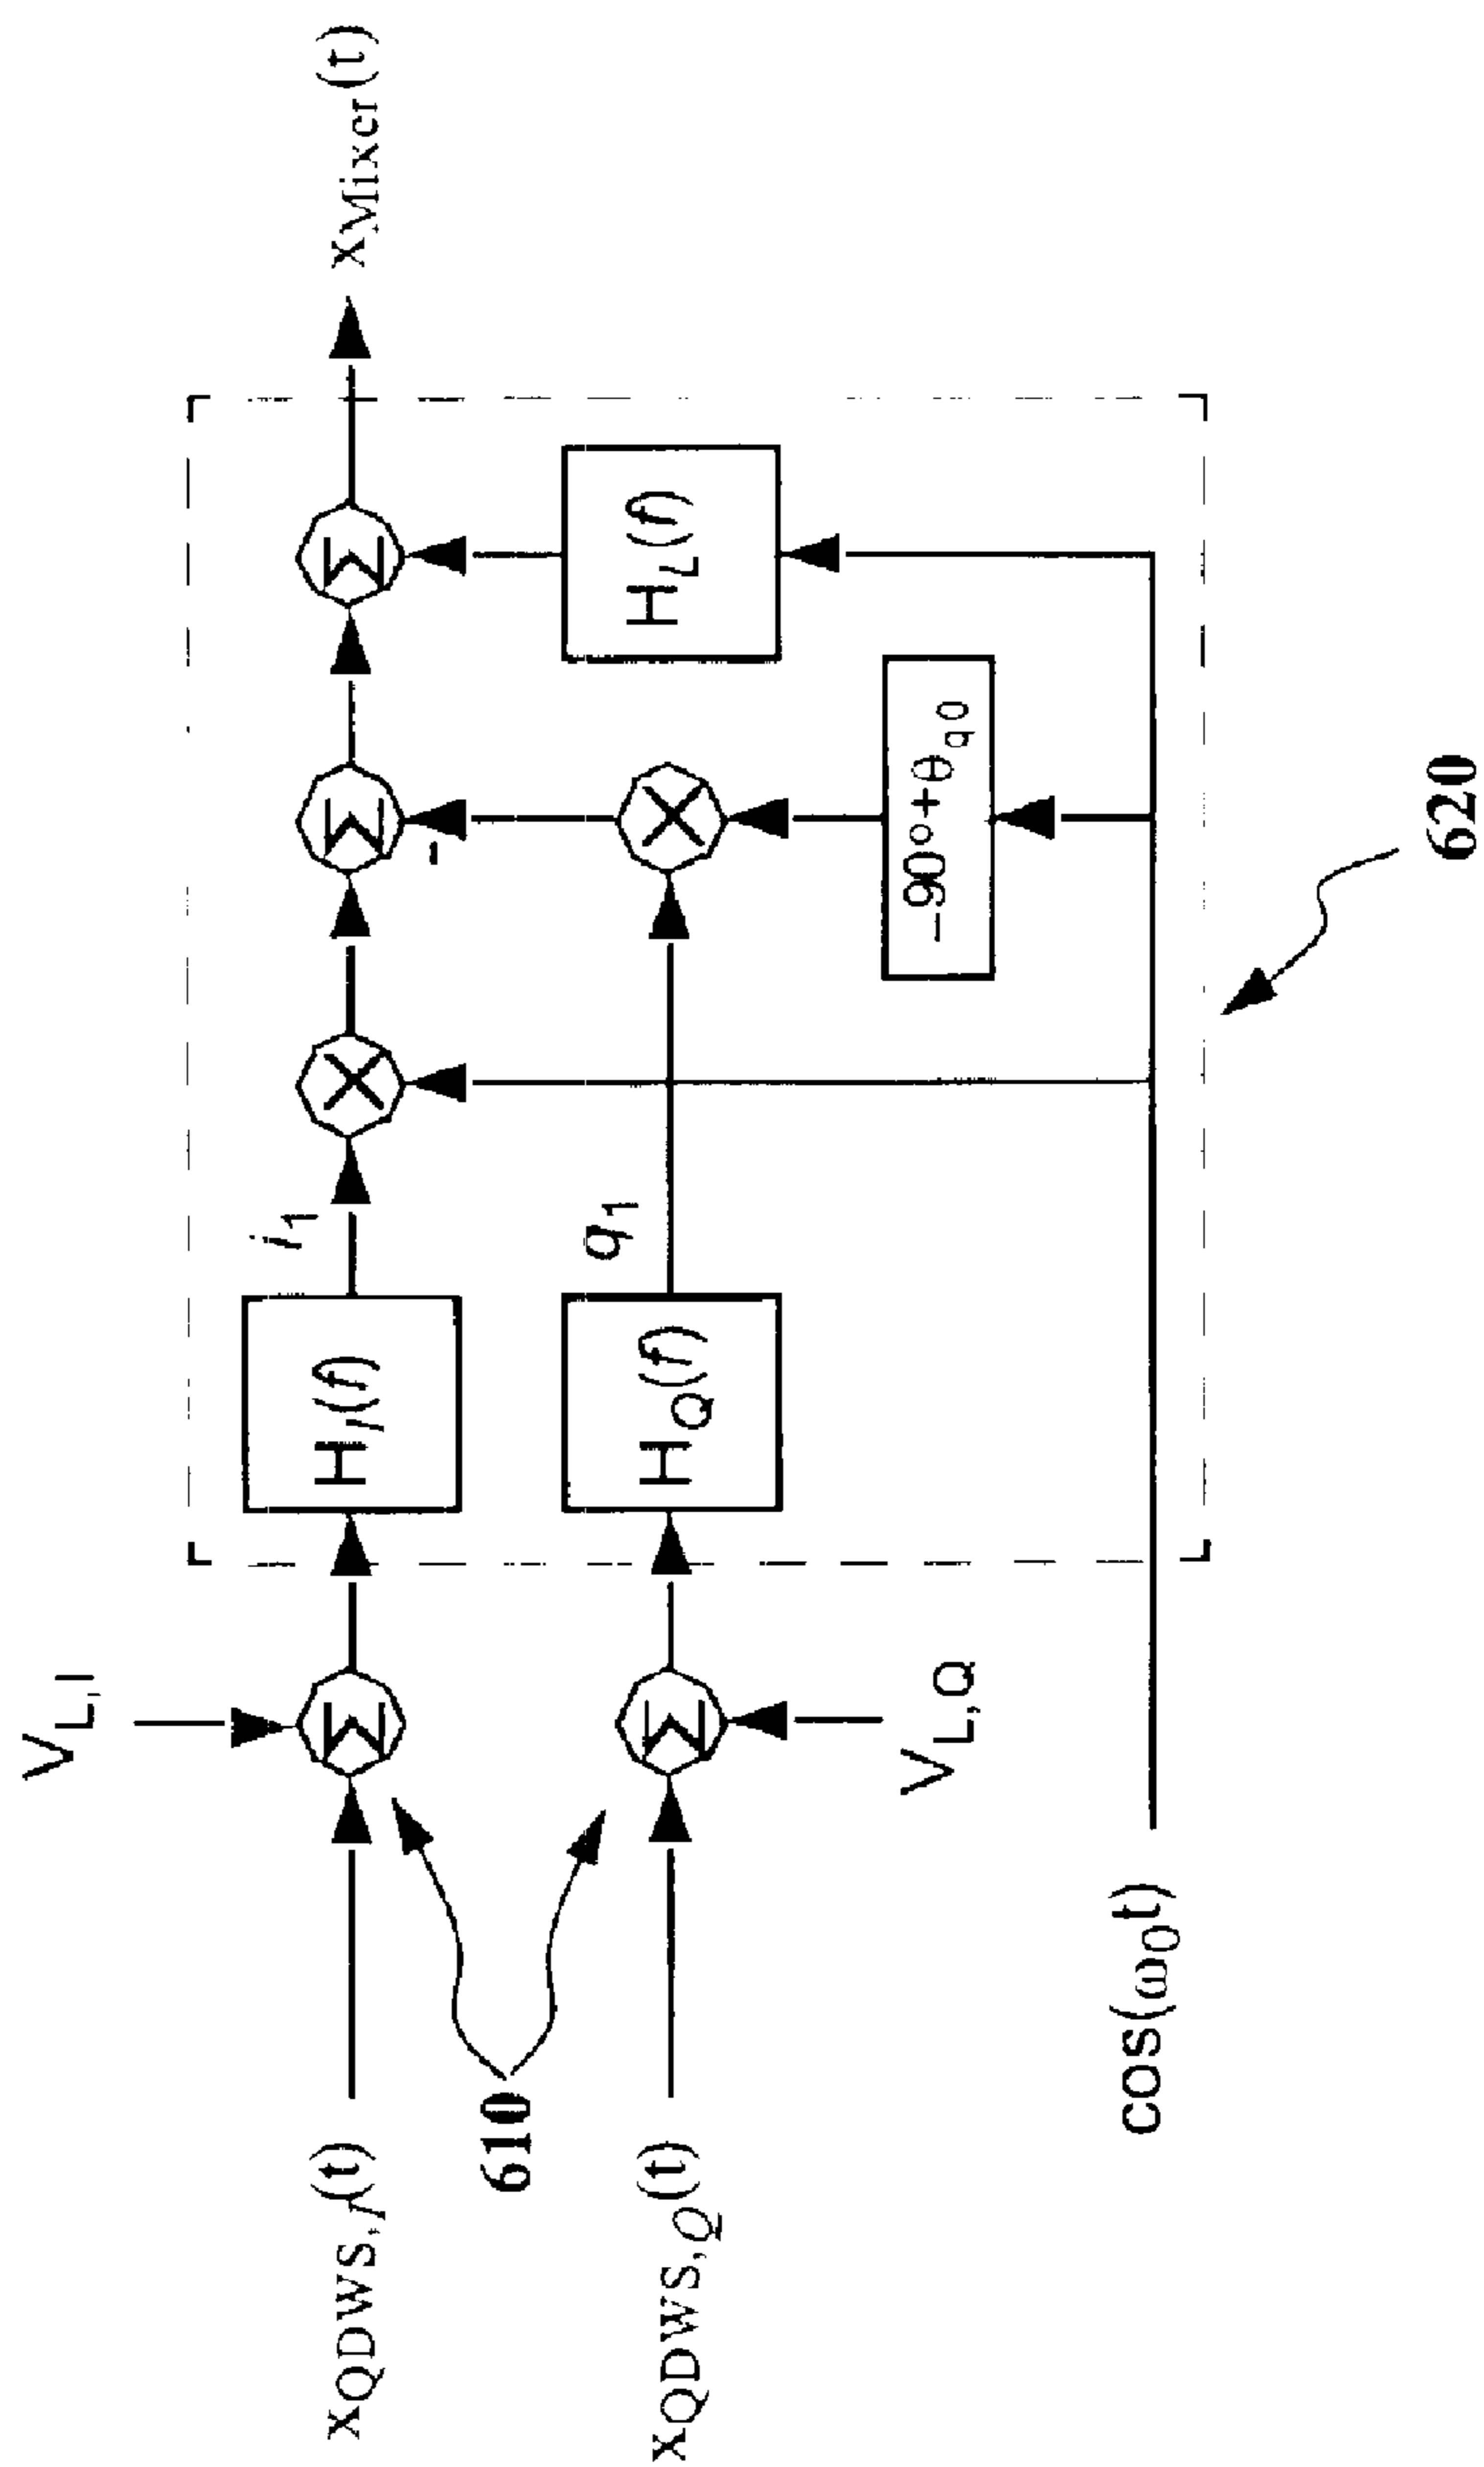 V_L,I
x_QDWS,I(t)
610
x_QDWS,Q(t)
V_L,Q
cos(ω_0t)
Σ
Σ
H_I(f)
i_1
H_Q(f)
q_1
×
Σ
-
×
-90°+θ_q0
Σ
H_L(f)
x_Mixer(t)
620